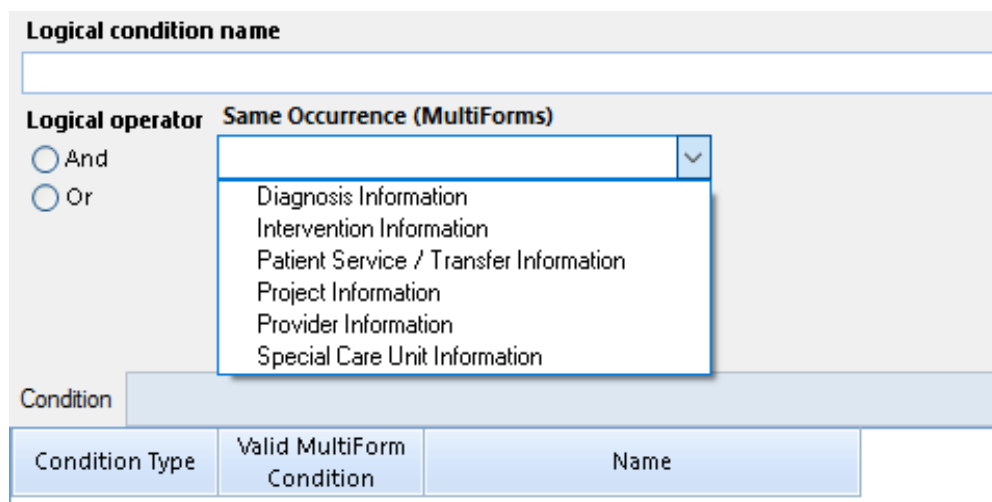 Logical condition name
Logical operator Same Occurrence (MultiForms)
And
Or
Diagnosis Information
Intervention Information
Patient Service / Transfer Information
Project Information
Provider Information
Special Care Unit Information
Condition
Condition Type
Valid MultiForm
Condition
Name